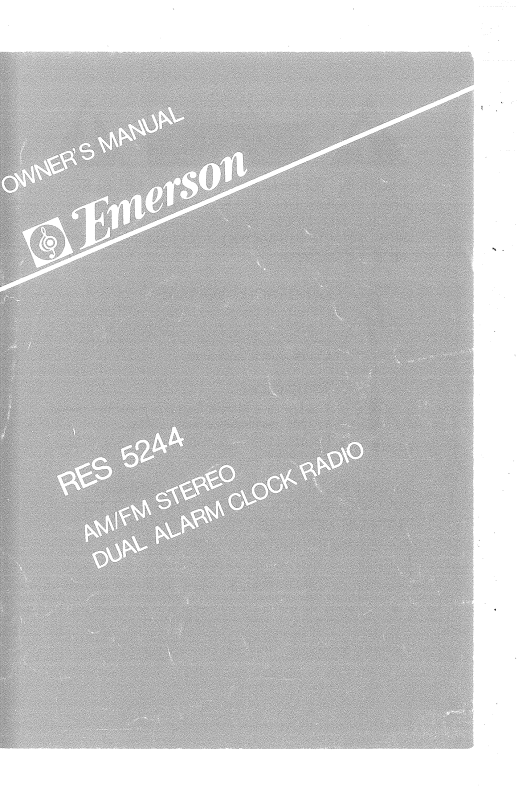 OWNER'S MANUAL
Emerson
RES 5244
AM/FM STEREO
DUAL ALARM CLOCK RADIO